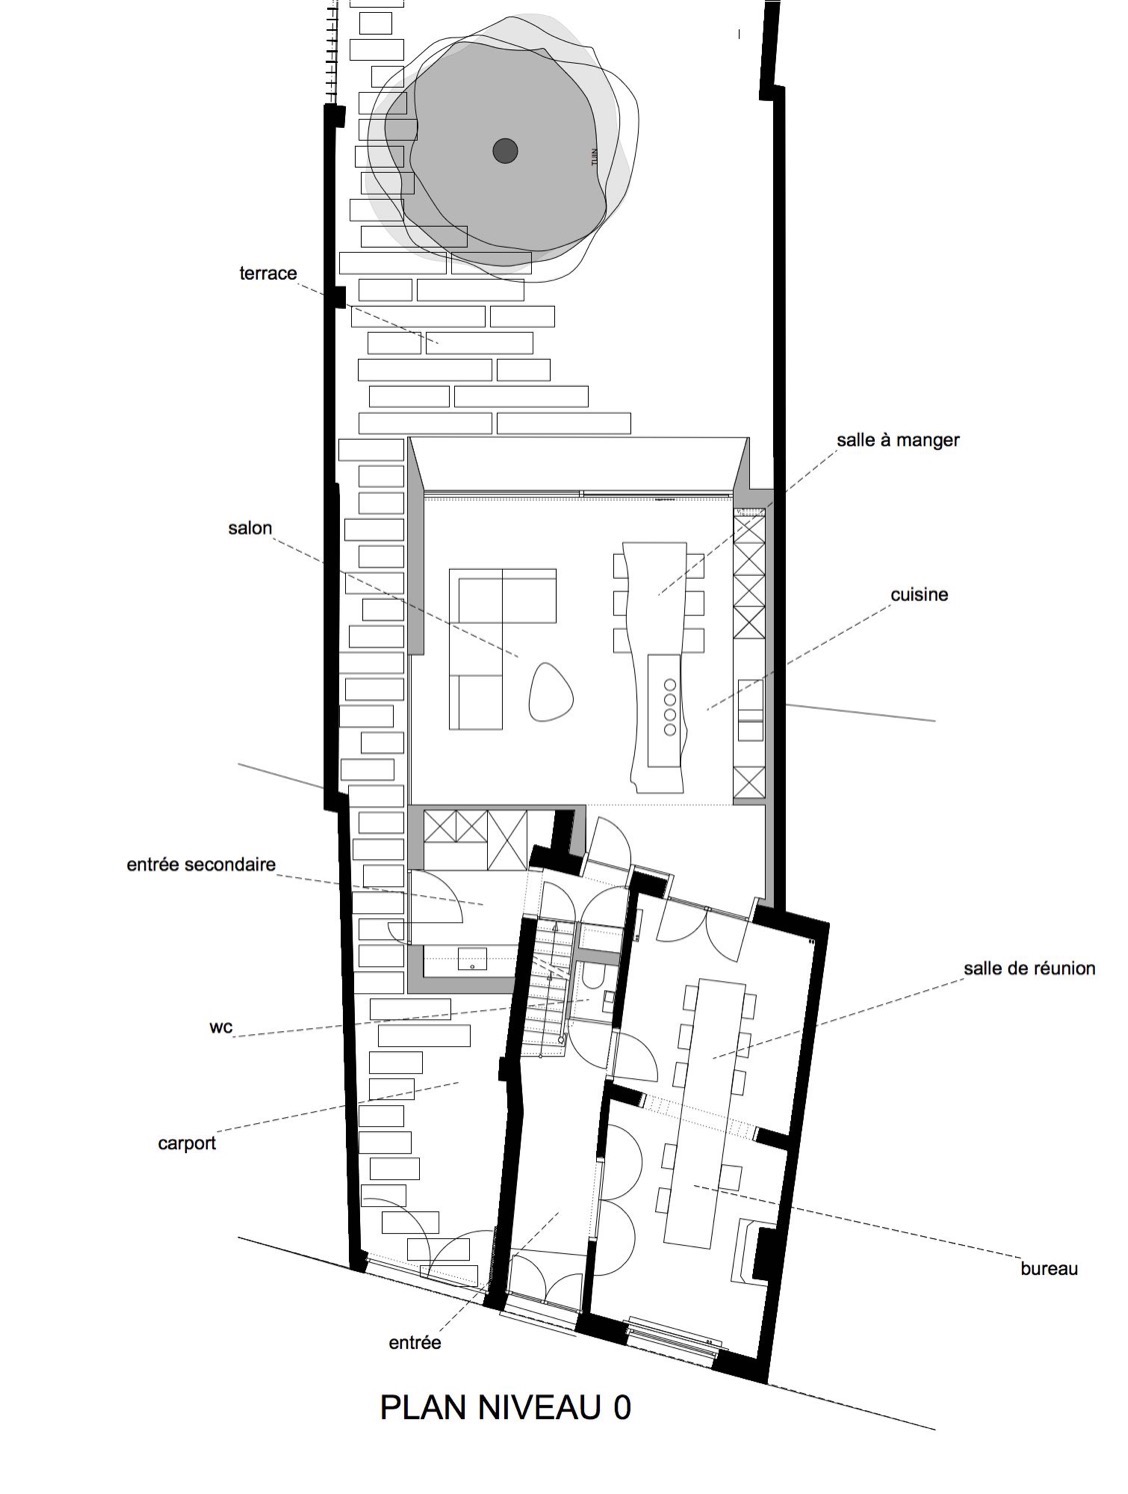 TUIN
terrace
salle à manger
salon
cuisine
entrée secondaire
salle de réunion
wc
carport
bureau
entrée
PLAN NIVEAU 0